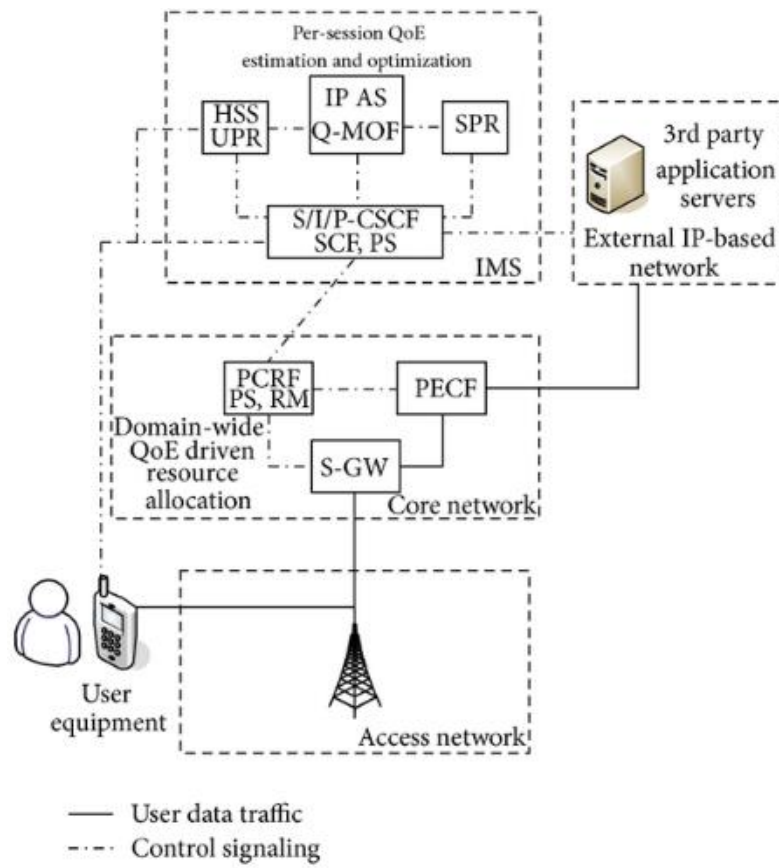 Per-session QoE
estimation and optimization
HSS
UPR
IP AS
Q-MOF
SPR
S/I/P-CSCF
SCF, PS
IMS
3rd party
application
servers
External IP-based
network
PCRF
PS, RM
PECF
Domain-wide
QoE driven
resource
allocation
S-GW
Core network
User
equipment
Access network
User data traffic
Control signaling